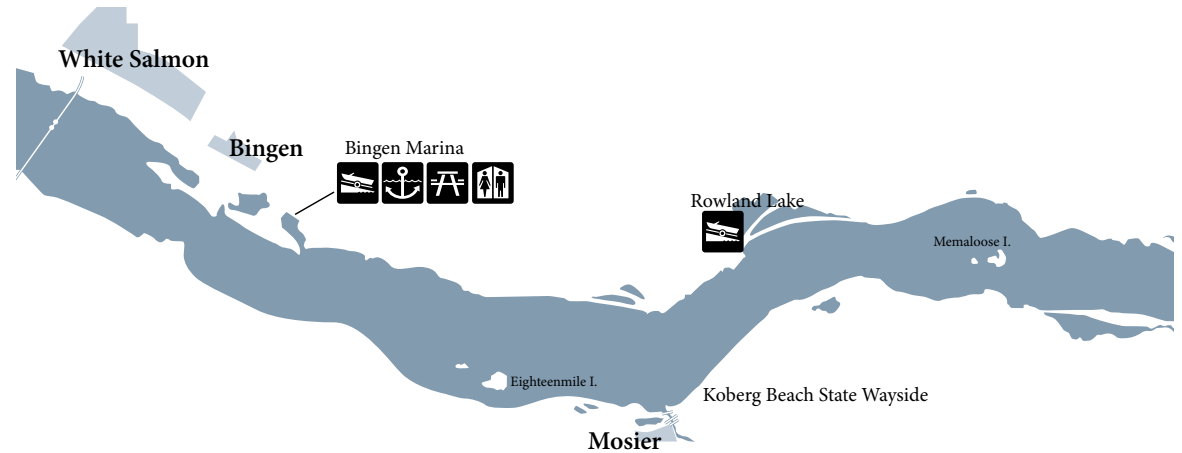 White Salmon
Bingen
Bingen Marina
Rowland Lake
Memaloose I.
Eighteenmile I.
Koberg Beach State Wayside
Mosier